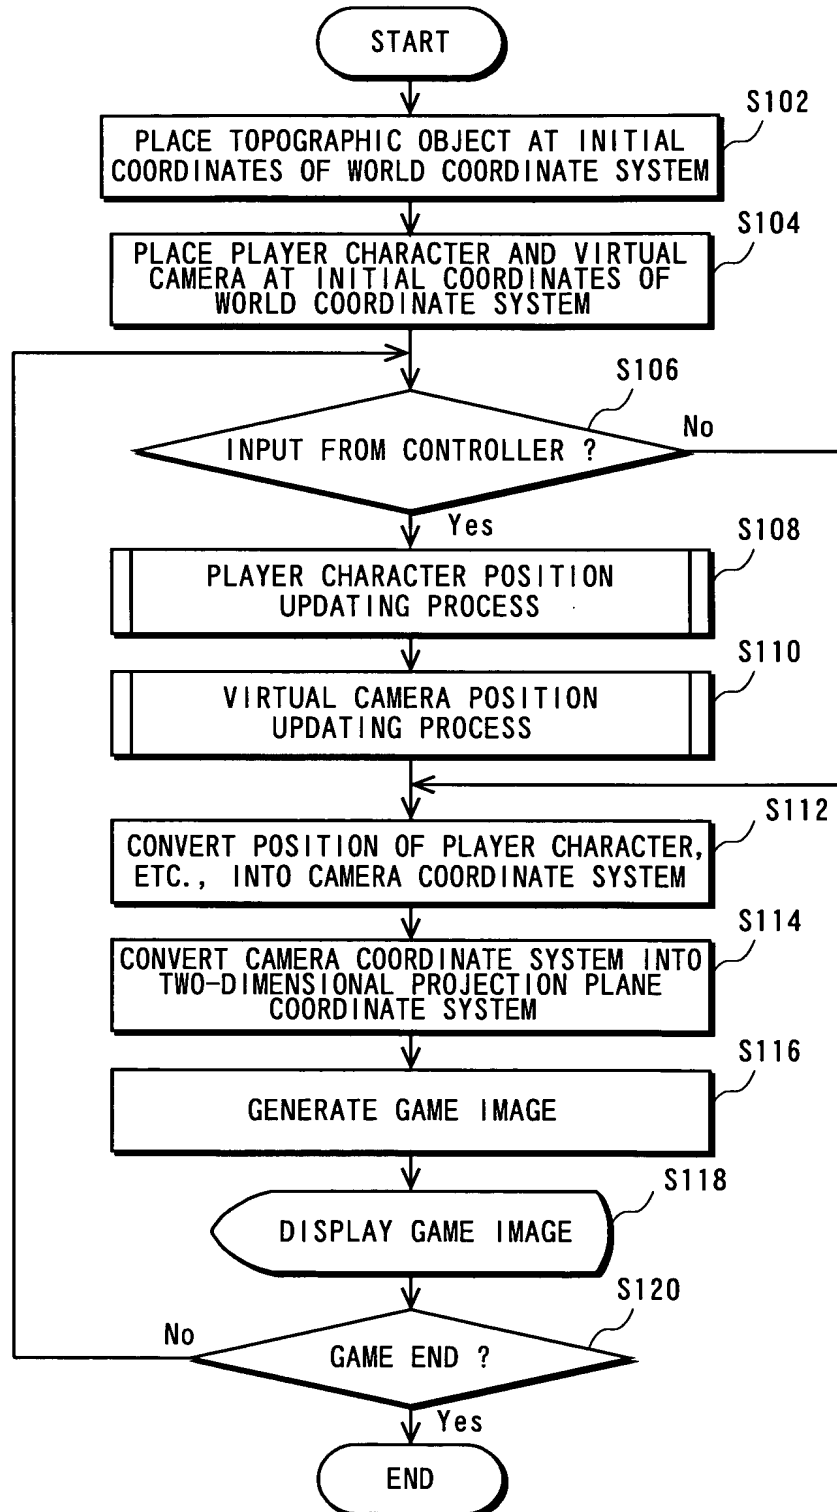 START
S102
PLACE TOPOGRAPHIC OBJECT AT INITIAL
COORDINATES OF WORLD COORDINATE SYSTEM
S104
PLACE PLAYER CHARACTER AND VIRTUAL
CAMERA AT INITIAL COORDINATES OF
WORLD COORDINATE SYSTEM
S106
INPUT FROM CONTROLLER ?
No
Yes
S108
PLAYER CHARACTER POSITION
UPDATING PROCESS
S110
VIRTUAL CAMERA POSITION
UPDATING PROCESS
S112
CONVERT POSITION OF PLAYER CHARACTER,
ETC., INTO CAMERA COORDINATE SYSTEM
S114
CONVERT CAMERA COORDINATE SYSTEM INTO
TWO-DIMENSIONAL PROJECTION PLANE
COORDINATE SYSTEM
S116
GENERATE GAME IMAGE
S118
DISPLAY GAME IMAGE
S120
No
GAME END ?
Yes
END